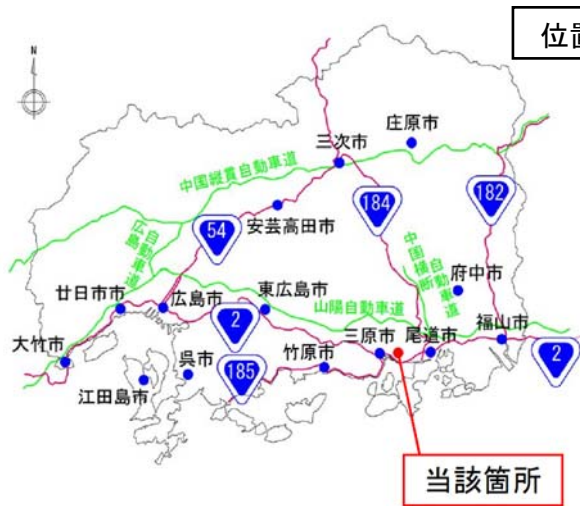 位置
N
庄原市
三次市
中国縦貫自動車道
安芸高田市
184
182
54
広島自動車道
中国横断自動車道
府中市
廿日市市
広島市
東広島市
山陽自動車道
2
三原市
尾道市
福山市
2
大竹市
呉市
竹原市
185
江田島市
当該箇所